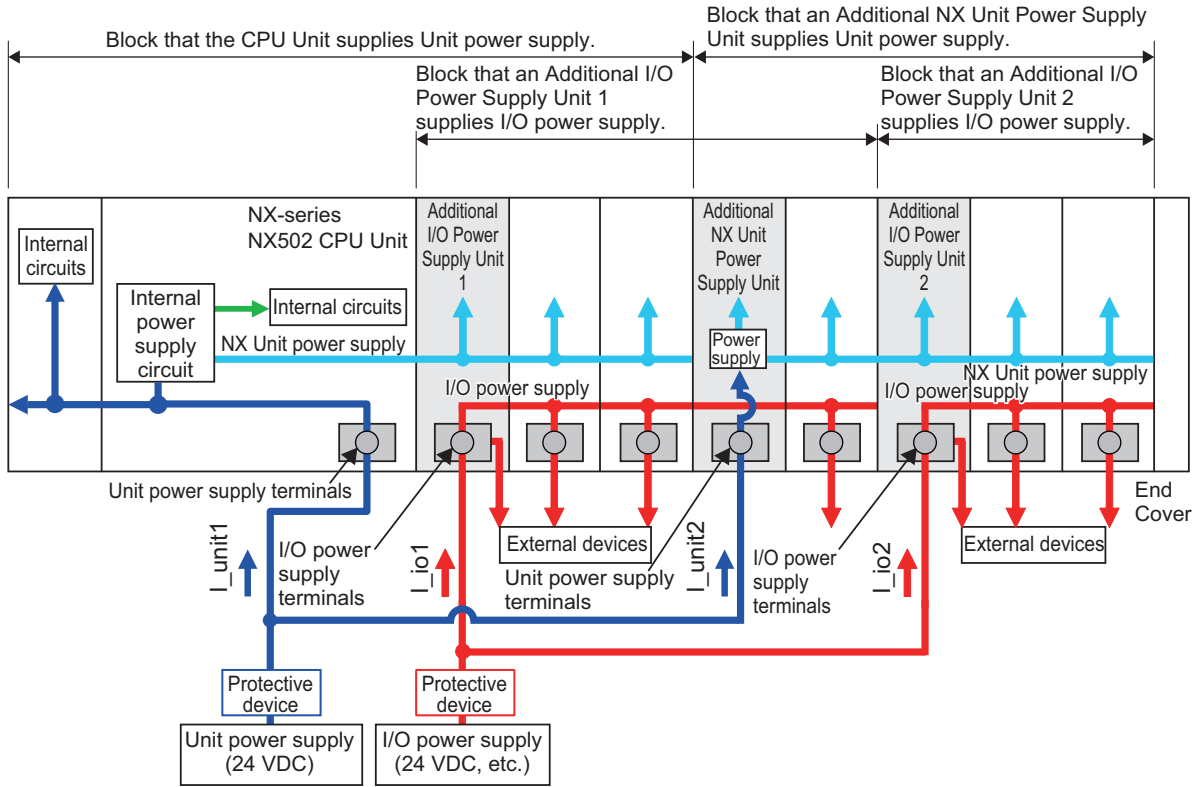 Block that the CPU Unit supplies Unit power supply.
Block that an Additional NX Unit Power Supply
Unit supplies Unit power supply.
Block that an Additional I/O
Power Supply Unit 1
supplies I/O power supply.
Block that an Additional I/O
Power Supply Unit 2
supplies I/O power supply.
NX-series
NX502 CPU Unit
Additional
I/O Power
Supply Unit
1
Additional
NX Unit
Power
Supply Unit
Additional
I/O Power
Supply Unit
2
Internal
circuits
Internal
power
supply
circuit
Internal circuits
NX Unit power supply
Power
supply
I/O power supply
NX Unit power supply
I/O power supply
Unit power supply terminals
End
Cover
I_unit1
I/O power
supply
terminals
I_io1
External devices
Unit power supply
terminals
I_unit2
I/O power
supply
terminals
I_io2
External devices
Protective
device
Protective
device
Unit power supply
(24 VDC)
I/O power supply
(24 VDC, etc.)